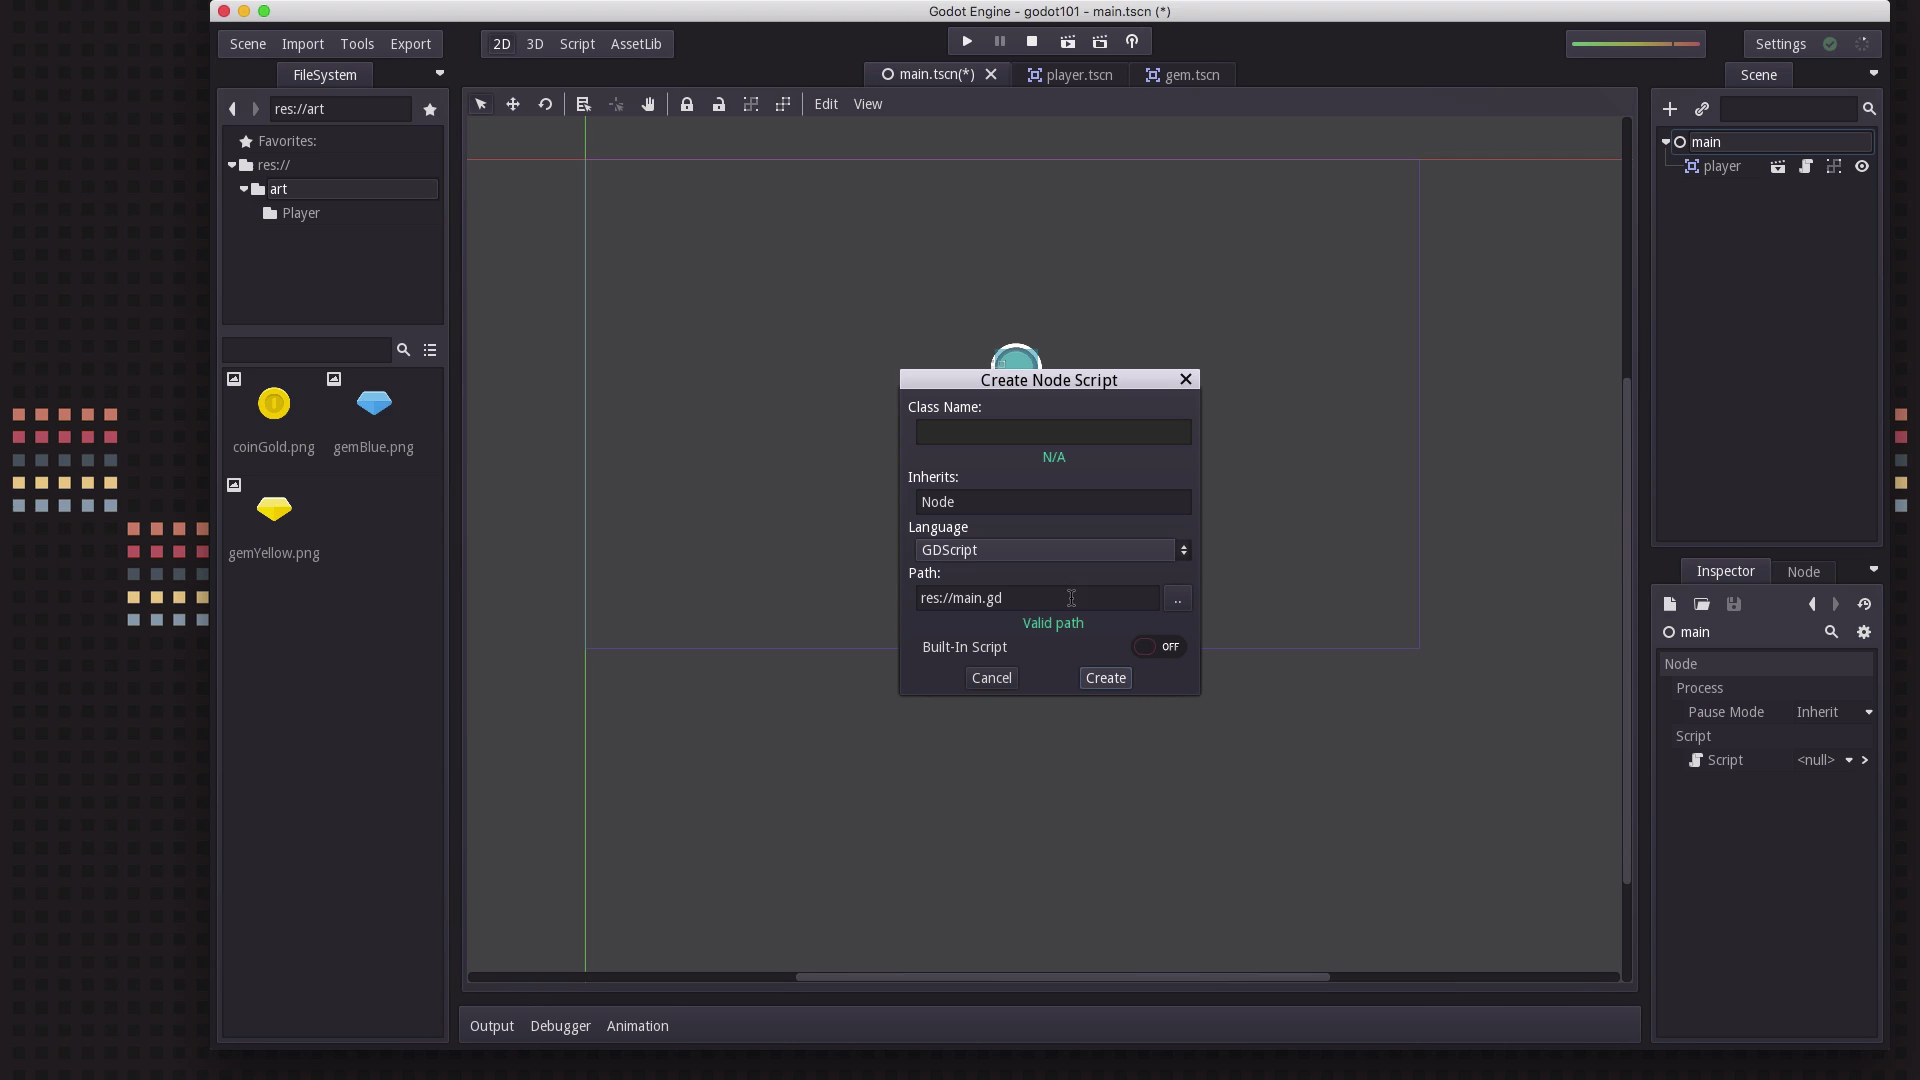 Godot Engine - godot101 - main.tscn (*)
Scene Import Tools Export
2D 3D Script AssetLib
Settings
FileSystem
main.tscn(*) player.tscn gem.tscn
Scene
res://art
Edit View
Favorites:
res://
art
Player
main
player
coinGold.png gemBlue.png
gemYellow.png
Create Node Script
Class Name:
N/A
Inherits:
Node
Language
GDScript
Path:
res://main.gd ..
Valid path
Built-In Script OFF
Cancel Create
Inspector Node
main
Node
Process
Pause Mode Inherit
Script
Script <null>
Output Debugger Animation